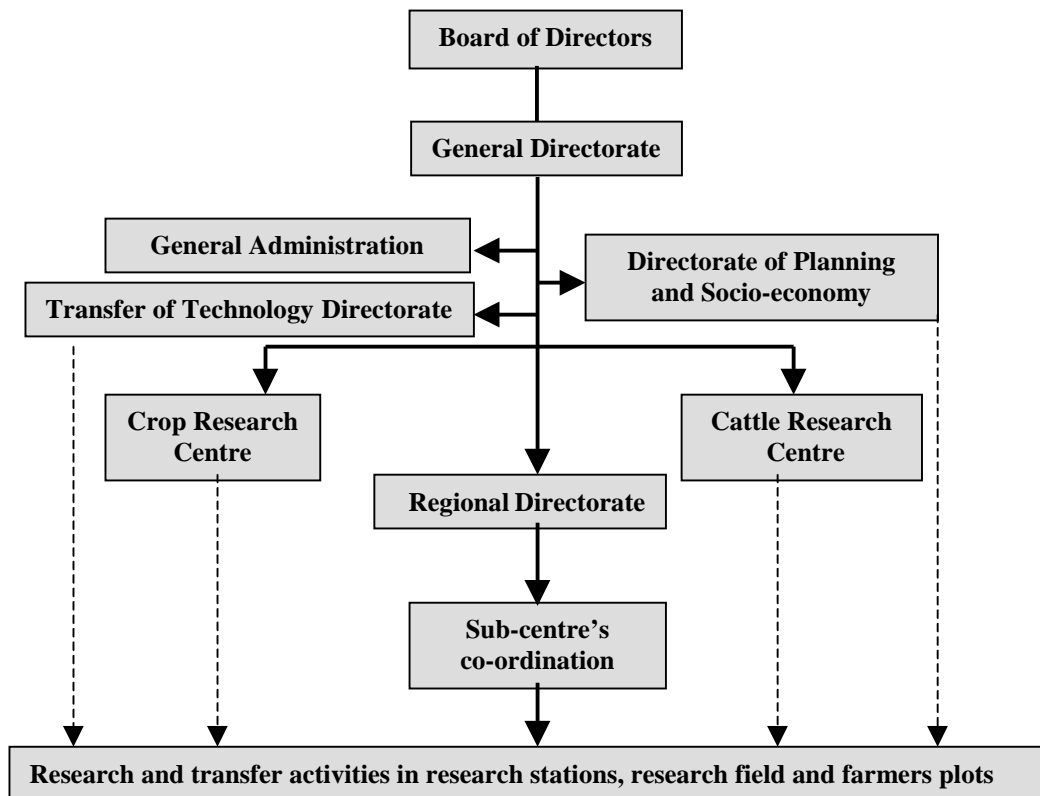 Board of Directors
General Directorate
General Administration
Directorate of Planning
and Socio-economy
Transfer of Technology Directorate
Crop Research
Centre
Cattle Research
Centre
Regional Directorate
Sub-centre's
co-ordination
Research and transfer activities in research stations, research field and farmers plots